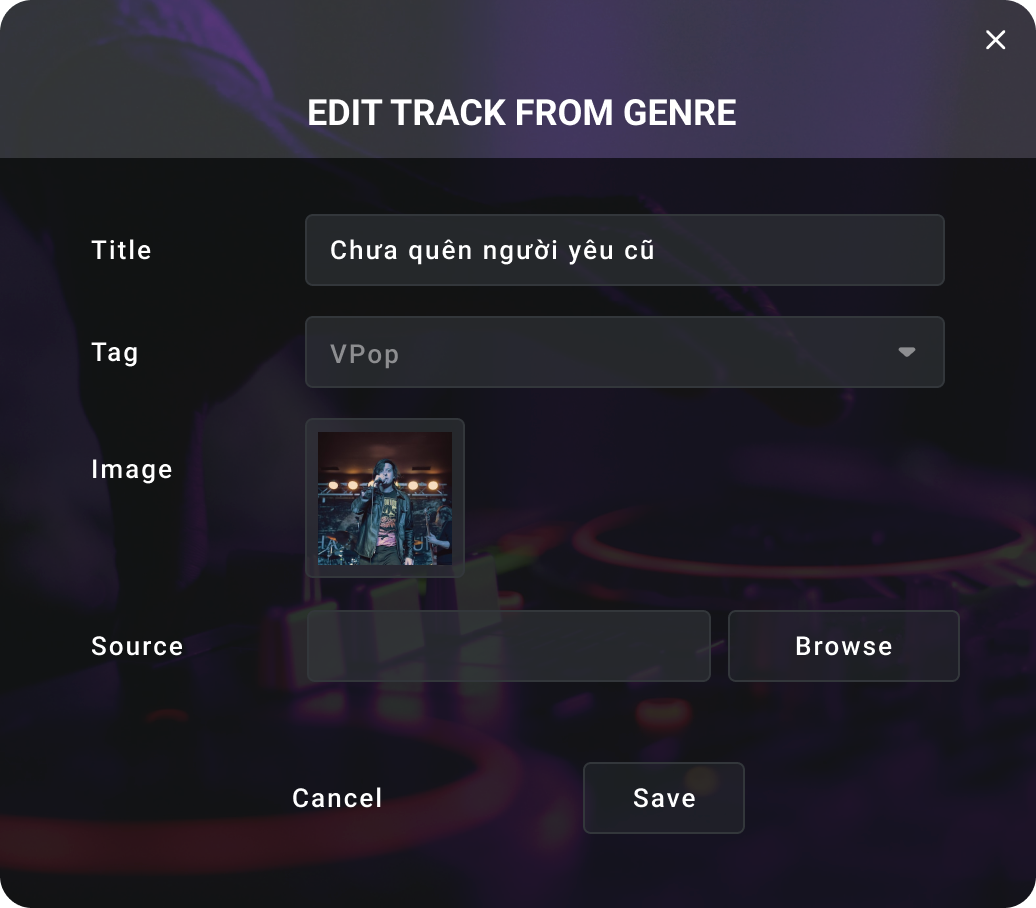 EDIT TRACK FROM GENRE
Title
Chưa quên người yêu cũ
Tag
VPop
Image
Source
Browse
Cancel
Save